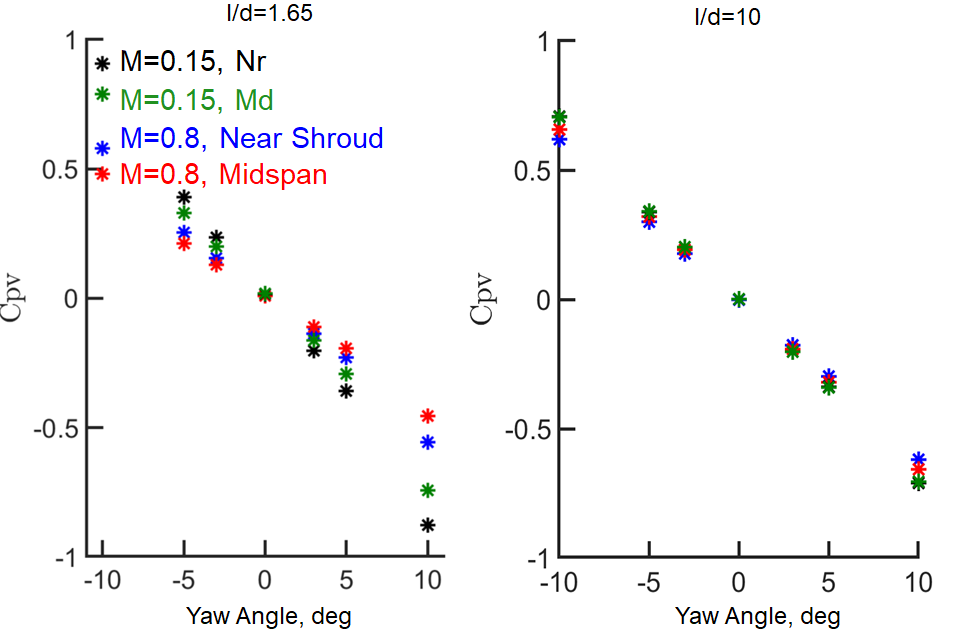 l/d=1.65
1
0.5
0
-0.5
-1
Cpv
M=0.15, Nr
M=0.15, Md
M=0.8, Near Shroud
M=0.8, Midspan
-10 -5 0 5 10
Yaw Angle, deg
l/d=10
1
0.5
0
-0.5
-1
Cpv
-10 -5 0 5 10
Yaw Angle, deg